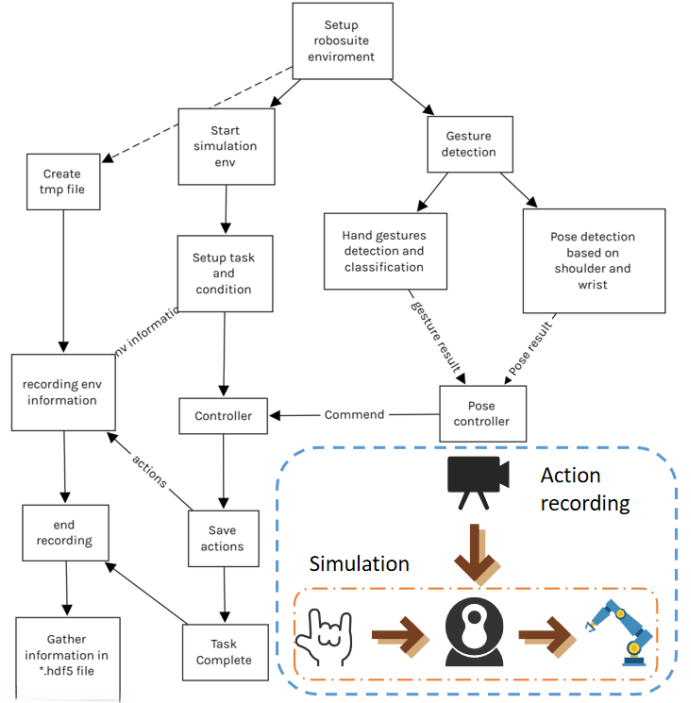 Setup
robosuite
enviroment
Start
simulation
env
Gesture
detection
Create
tmp file
Hand gestures
detection and
classification
Pose detection
based on
shoulder and
wrist
Setup task
and
condition
nv informatic
gesture result
Pose result
recording env
information
Controller
Commend
Pose
controller
actions
Action
recording
end
recording
Save
actions
Simulation
Gather
information in
*.hdf5 file
Task
Complete